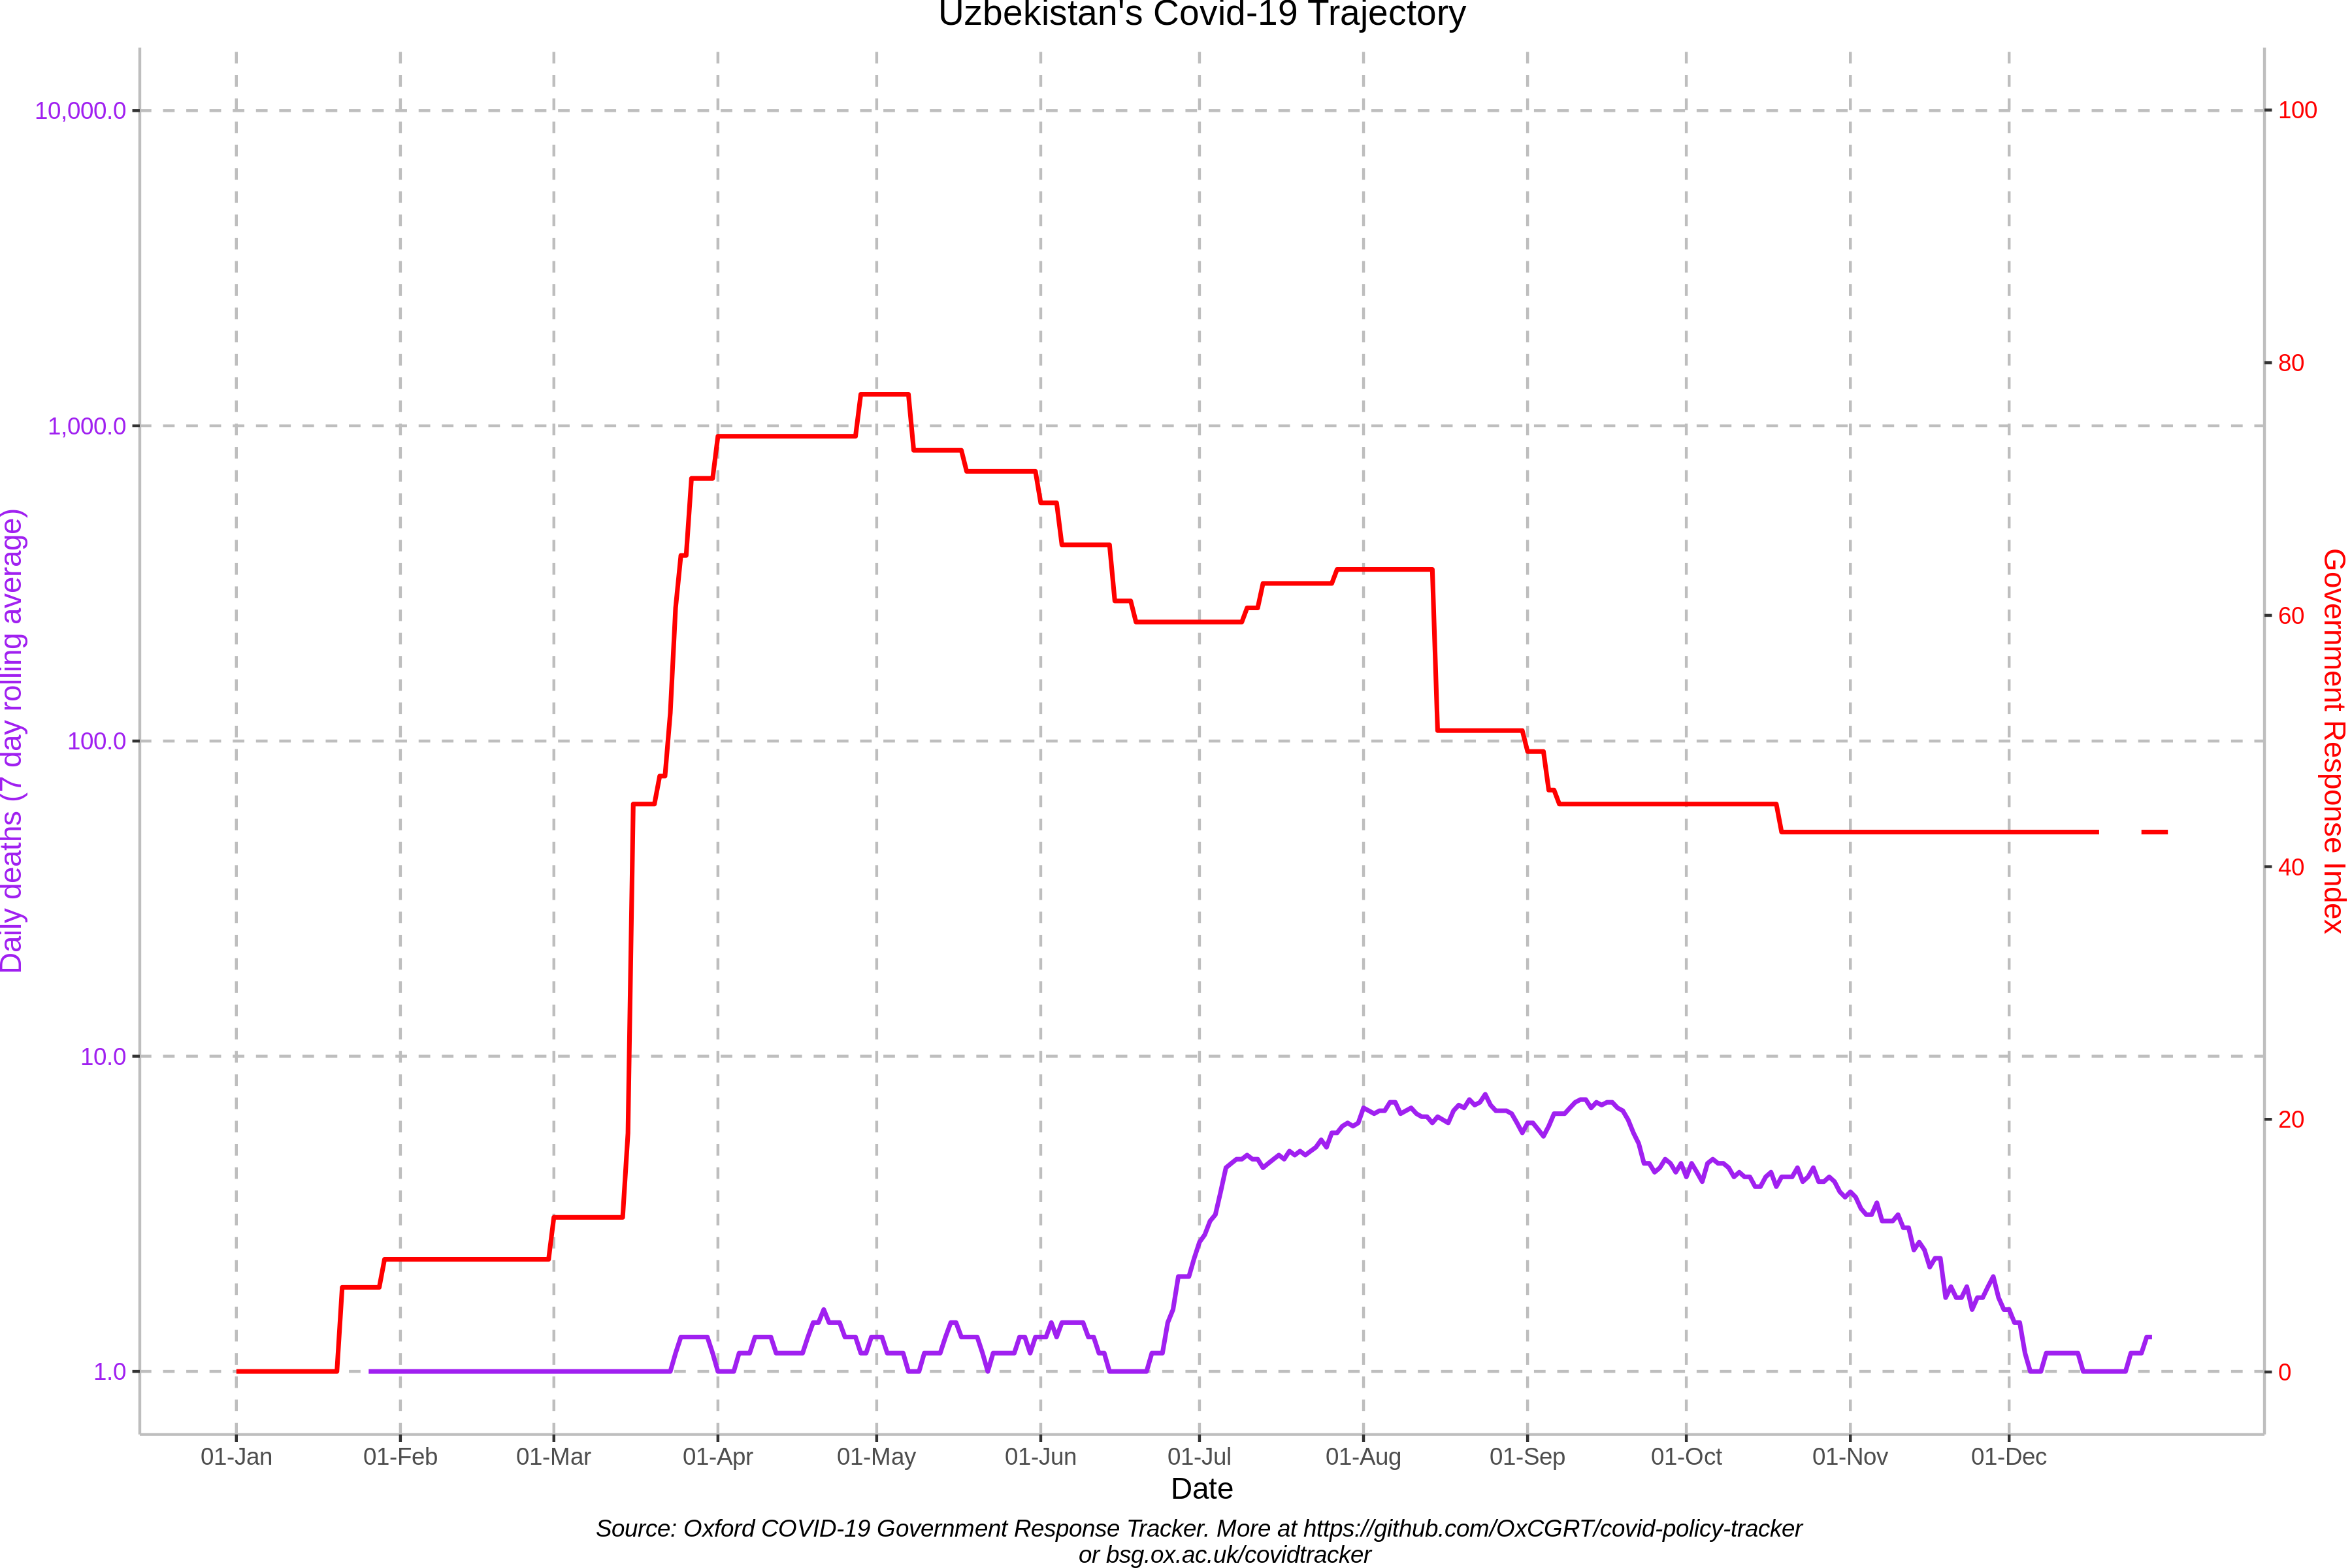 Uzbekistan's Covid-19 Trajectory
10,000.0
1,000.0
100.0
10.0
1.0
Daily deaths (7 day rolling average)
100
80
60
40
20
0
Government Response Index
01-Jan 01-Feb 01-Mar 01-Apr 01-May 01-Jun 01-Jul 01-Aug 01-Sep 01-Oct 01-Nov 01-Dec
Date
Source: Oxford COVID-19 Government Response Tracker. More at https://github.com/OxCGRT/covid-policy-tracker
or bsg.ox.ac.uk/covidtracker